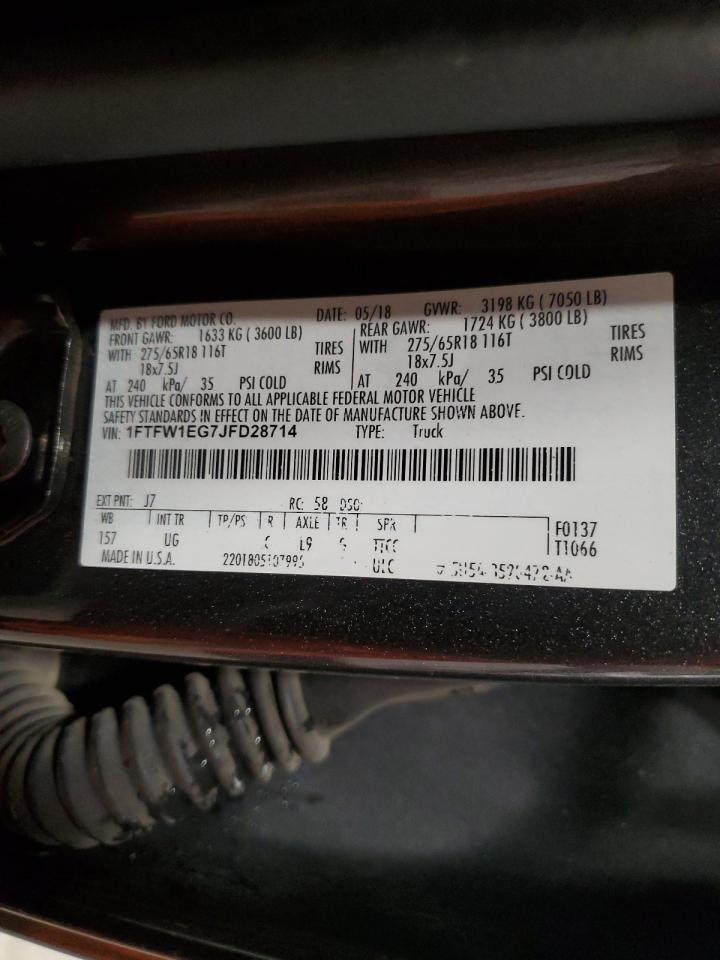 MFD. BY FORD MOTOR CO. DATE: 05/18 GVWR: 3198 KG ( 7050 LB)
FRONT GAWR: 1633 KG ( 3600 LB) REAR GAWR: 1724 KG ( 3800 LB)
WITH 275/65R18 116T TIRES WITH 275/65R18 116T TIRES
18x7.5J RIMS 18x7.5J RIMS
AT 240 kPa/ 35 PSI COLD AT 240 kPa/ 35 PSI COLD
THIS VEHICLE CONFORMS TO ALL APPLICABLE FEDERAL MOTOR VEHICLE
SAFETY STANDARDS IN EFFECT ON THE DATE OF MANUFACTURE SHOWN ABOVE.
VIN: 1FTFW1EG7JFD28714 TYPE: Truck
EXT PNT: J7 RC: 58 DSO:
WB INT TR TP/PS R AXLE TR SPR F0137
157 UG L9 T1066
MADE IN U.S.A.